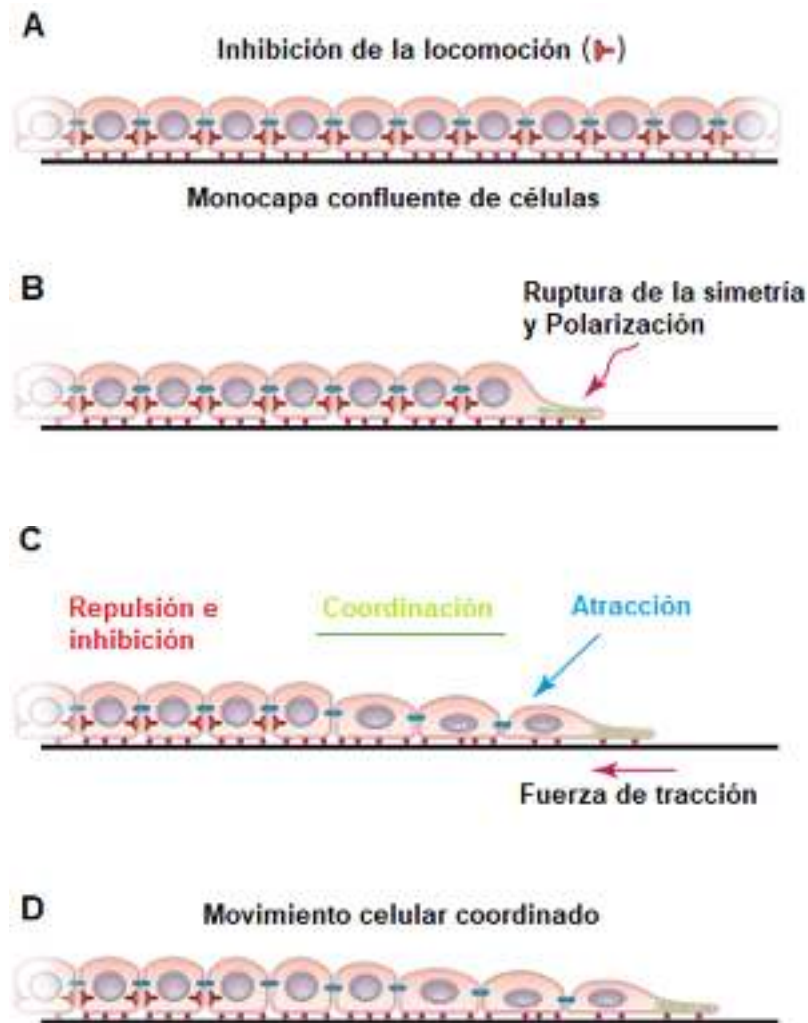 A
Inhibición de la locomoción ( )
Monocapa confluente de células
B
Ruptura de la simetría
y Polarización
C
Repulsión e
inhibición
Coordinación
Atracción
Fuerza de tracción
D
Movimiento celular coordinado